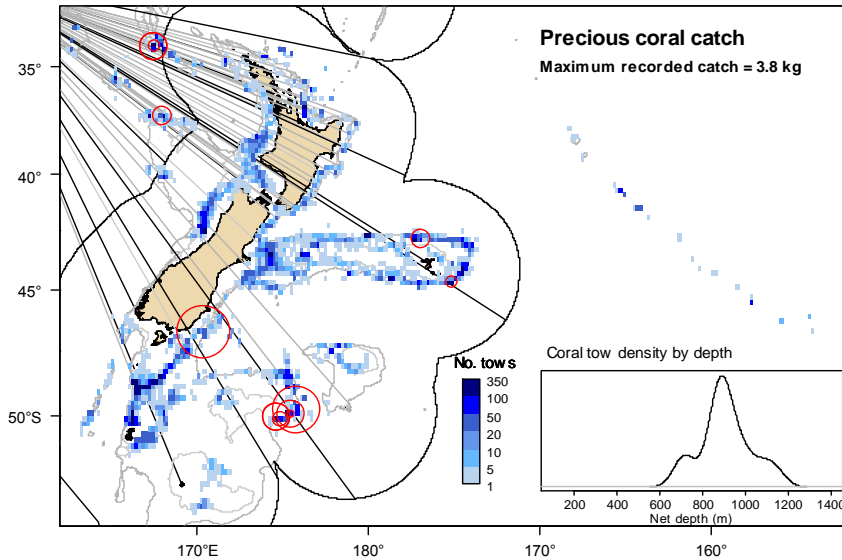 Precious coral catch
Maximum recorded catch = 3.8 kg
35°
40°
45°
50°S
No. tows
350
100
50
20
10
5
1
Coral tow density by depth
200 400 600 800 1000 1200 1400
Net depth (m)
170°E 180° 170° 160°